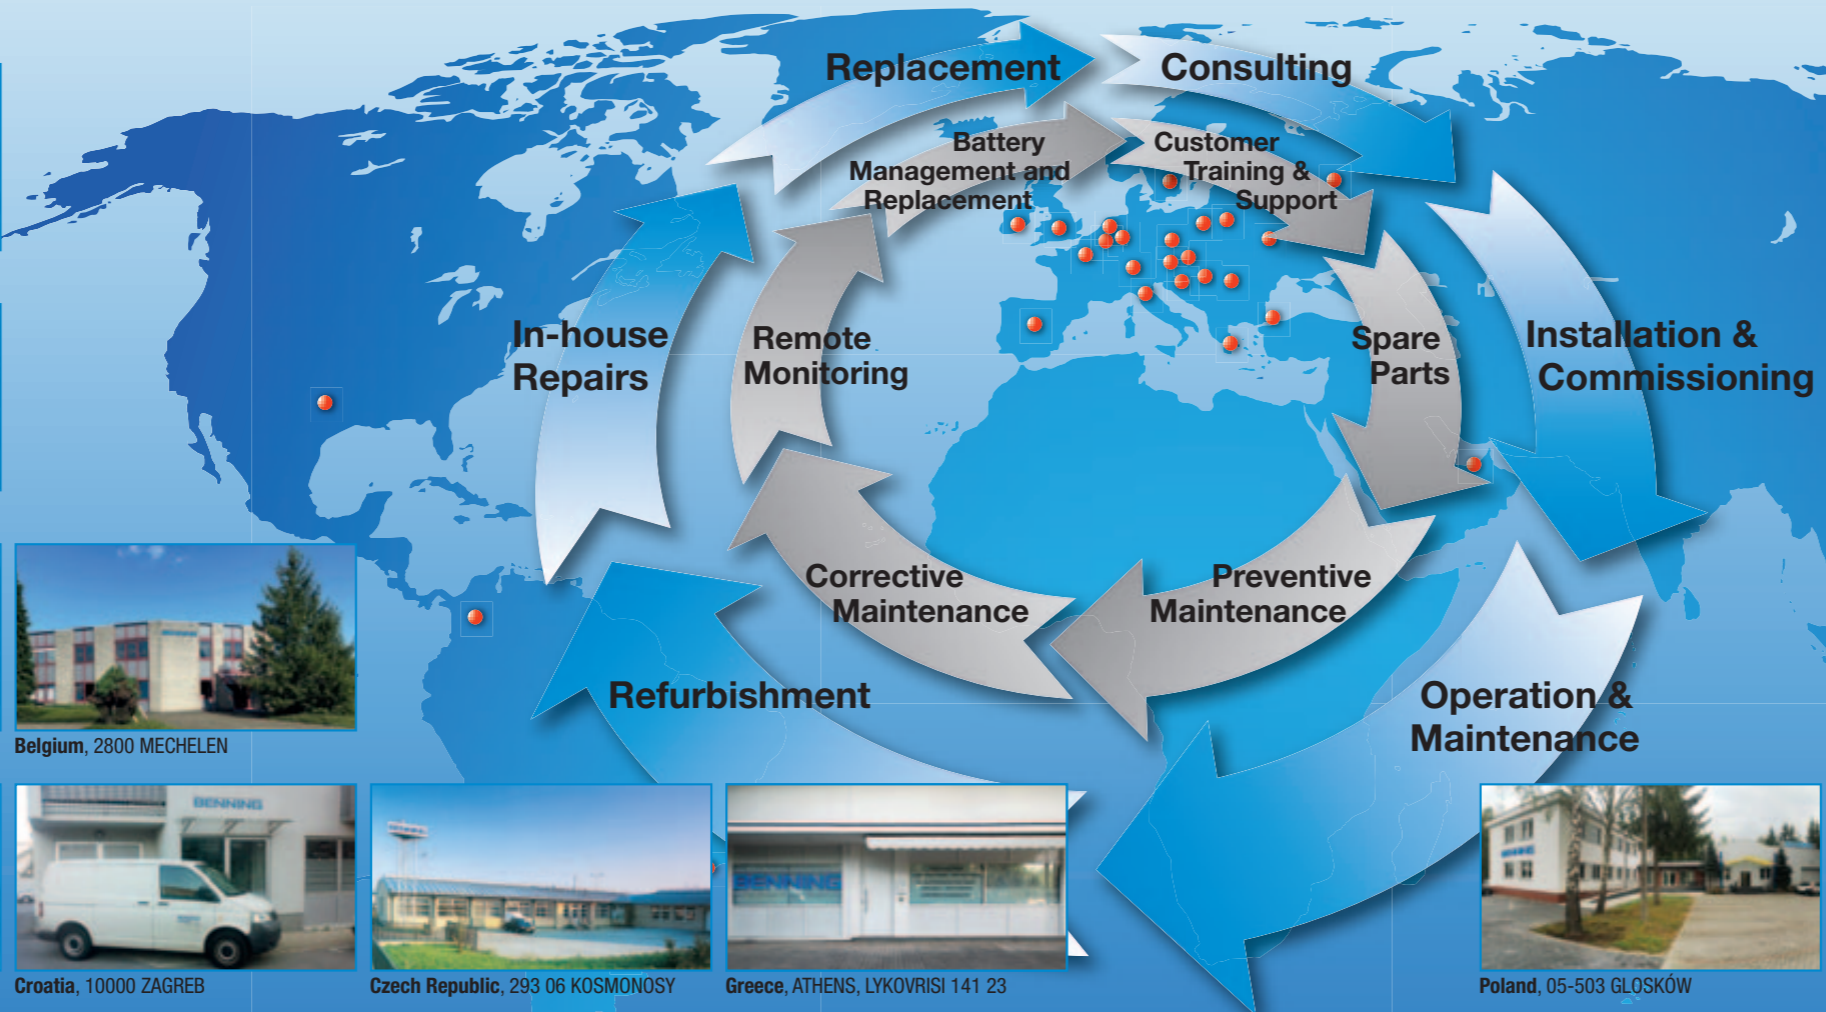 Replacement
Consulting
Battery
Management and
Replacement
Customer
Training &
Support
In-house
Repairs
Remote
Monitoring
Spare
Parts
Installation &
Commissioning
Corrective
Maintenance
Preventive
Maintenance
Refurbishment
Operation &
Maintenance
Belgium, 2800 MECHELEN
BENNING
BENNING
Croatia, 10000 ZAGREB
Czech Republic, 293 06 KOSMONOSY
Greece, ATHENS, LYKOVRISI 141 23
Poland, 05-503 GLOSKÓW